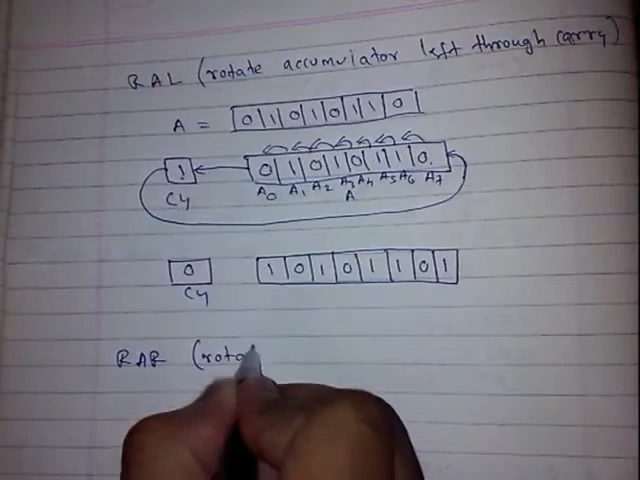 RAL (rotate accumulator left through carry)
A = 0 1 0 1 0 1 1 0
1 0 1 0 1 0 1 1 0
CY A0 A1 A2 A3 A4 A5 A6 A7
A
0 1 0 1 0 1 1 0 1
CY
RAR (rota